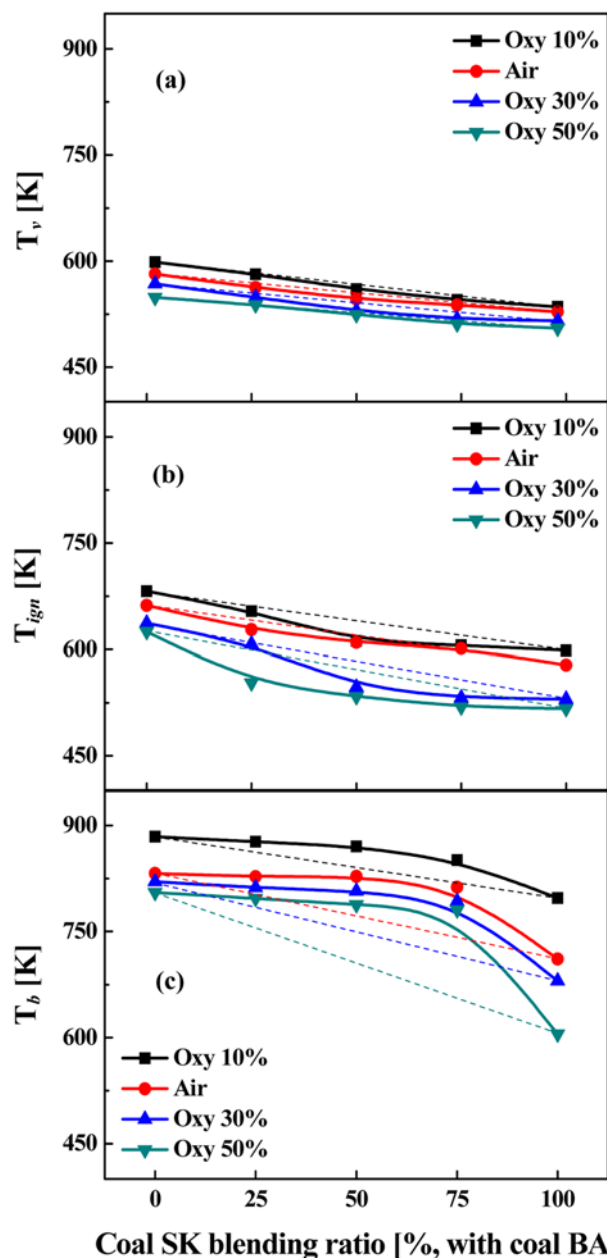 900
750
600
450
T_v [K]
(a)
Oxy 10%
Air
Oxy 30%
Oxy 50%
900
750
600
450
T_ign [K]
(b)
Oxy 10%
Air
Oxy 30%
Oxy 50%
900
750
600
450
T_b [K]
(c)
Oxy 10%
Air
Oxy 30%
Oxy 50%
0 25 50 75 100
Coal SK blending ratio [%, with coal BA